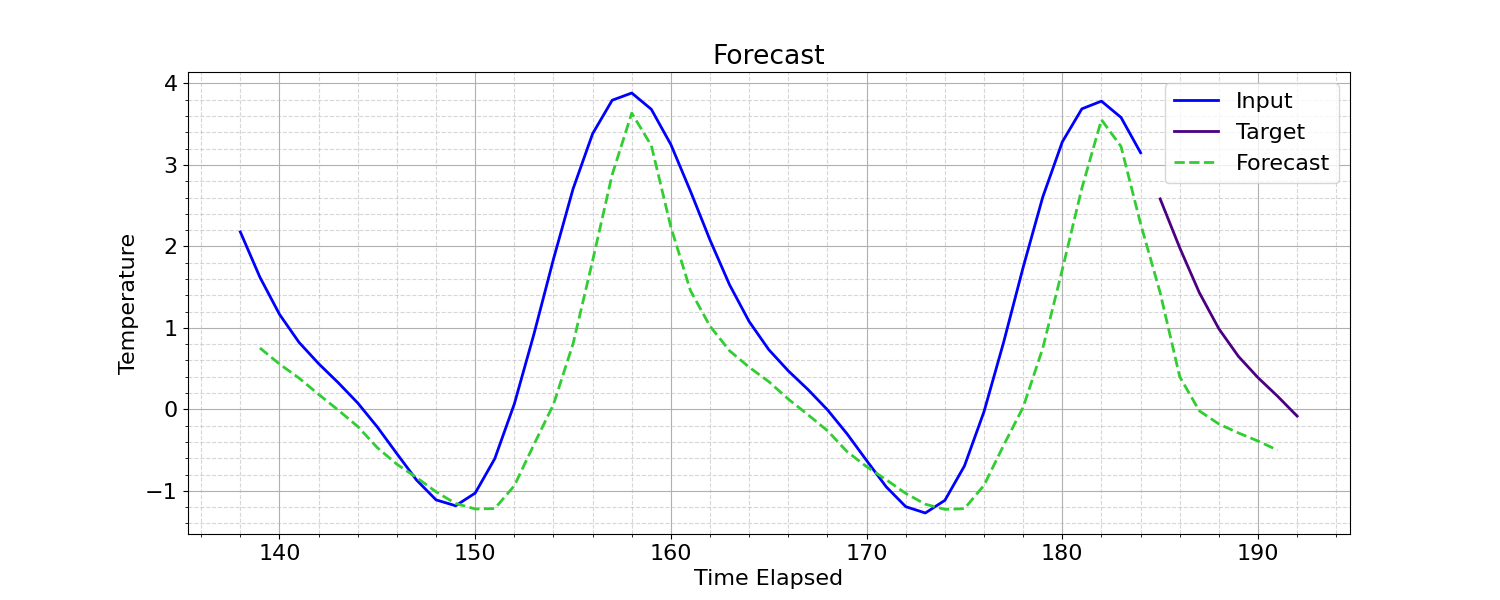 Forecast
4
3
2
1
0
−1
Temperature
140 150 160 170 180 190
Time Elapsed
Input
Target
Forecast